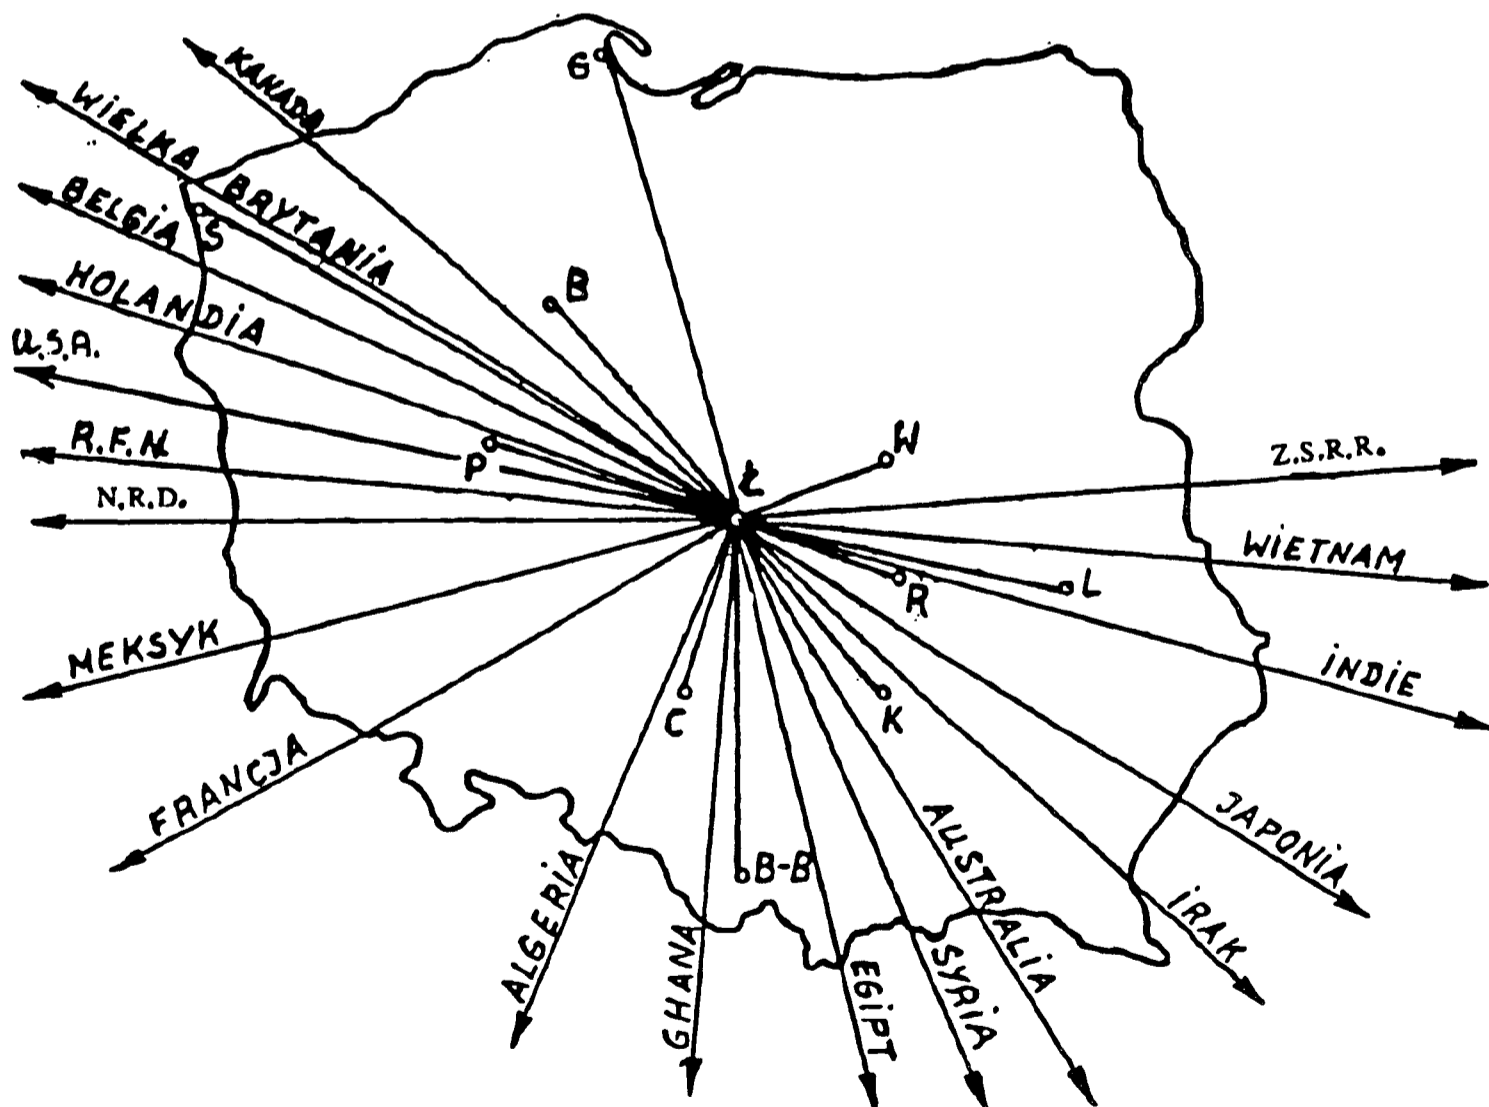 KANADA
G
WIELKA BRYTANIA
BELGIA
S
HOLANDIA
B
U.S.A.
R.F.N.
P
N.R.D.
Ł
W
Z.S.R.R.
WIETNAM
L
R
INDIE
MEKSYK
C
K
FRANCJA
JAPONIA
B-B
AUSTRALIA
IRAK
ALGERIA
GHANA
EGIPT
SYRIA